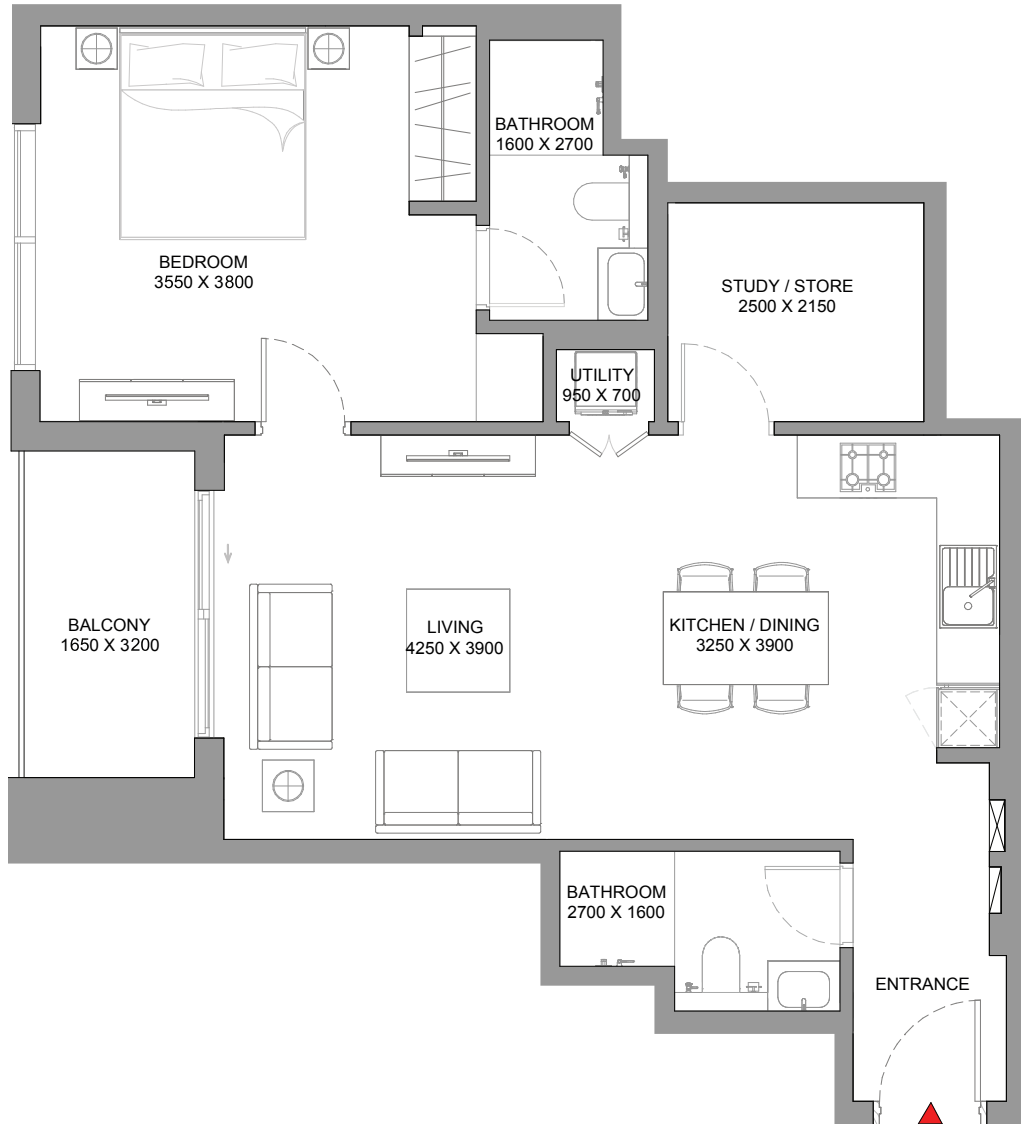 BATHROOM
1600 X 2700
BEDROOM
3550 X 3800
STUDY / STORE
2500 X 2150
UTILITY
950 X 700
BALCONY
1650 X 3200
LIVING
4250 X 3900
KITCHEN / DINING
3250 X 3900
BATHROOM
2700 X 1600
ENTRANCE